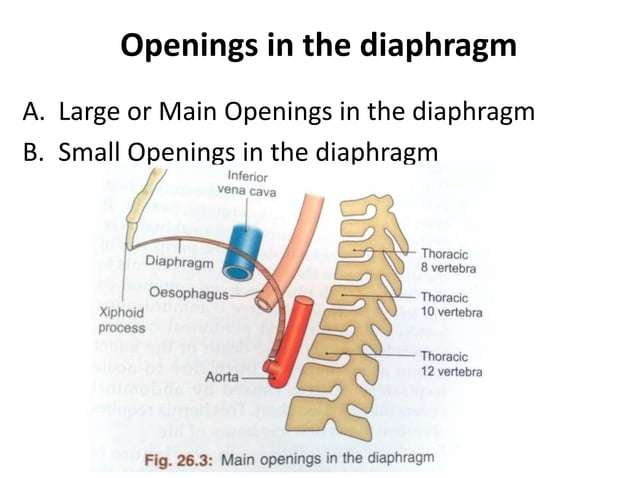 Openings in the diaphragm
A. Large or Main Openings in the diaphragm
B. Small Openings in the diaphragm
Inferior
vena cava
Diaphragm
Oesophagus
Xiphoid
process
Aorta
Thoracic
8 vertebra
Thoracic
10 vertebra
Thoracic
12 vertebra
Fig. 26.3: Main openings in the diaphragm